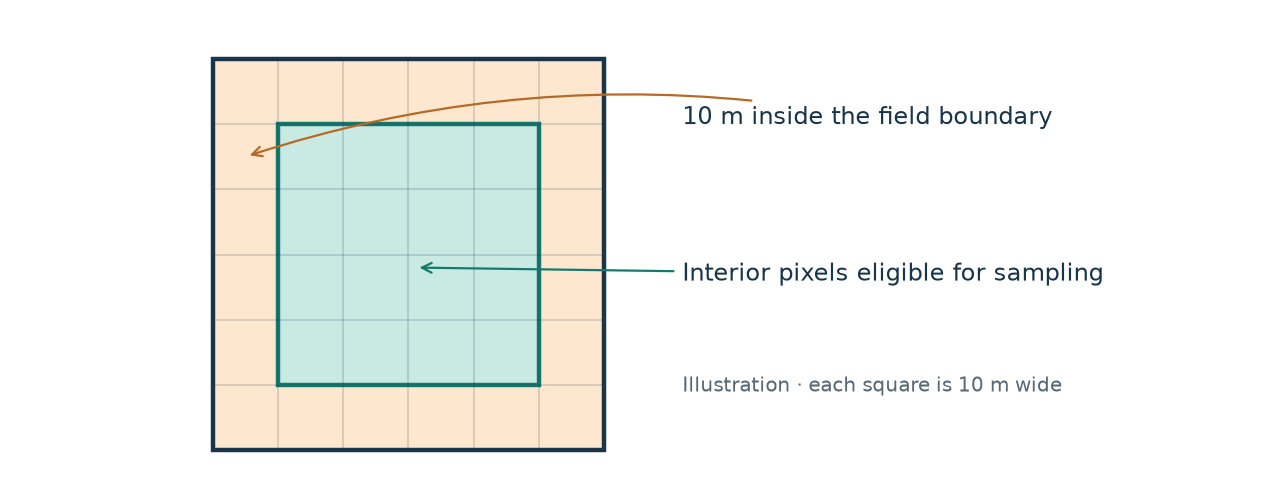 10 m inside the field boundary
Interior pixels eligible for sampling
Illustration · each square is 10 m wide